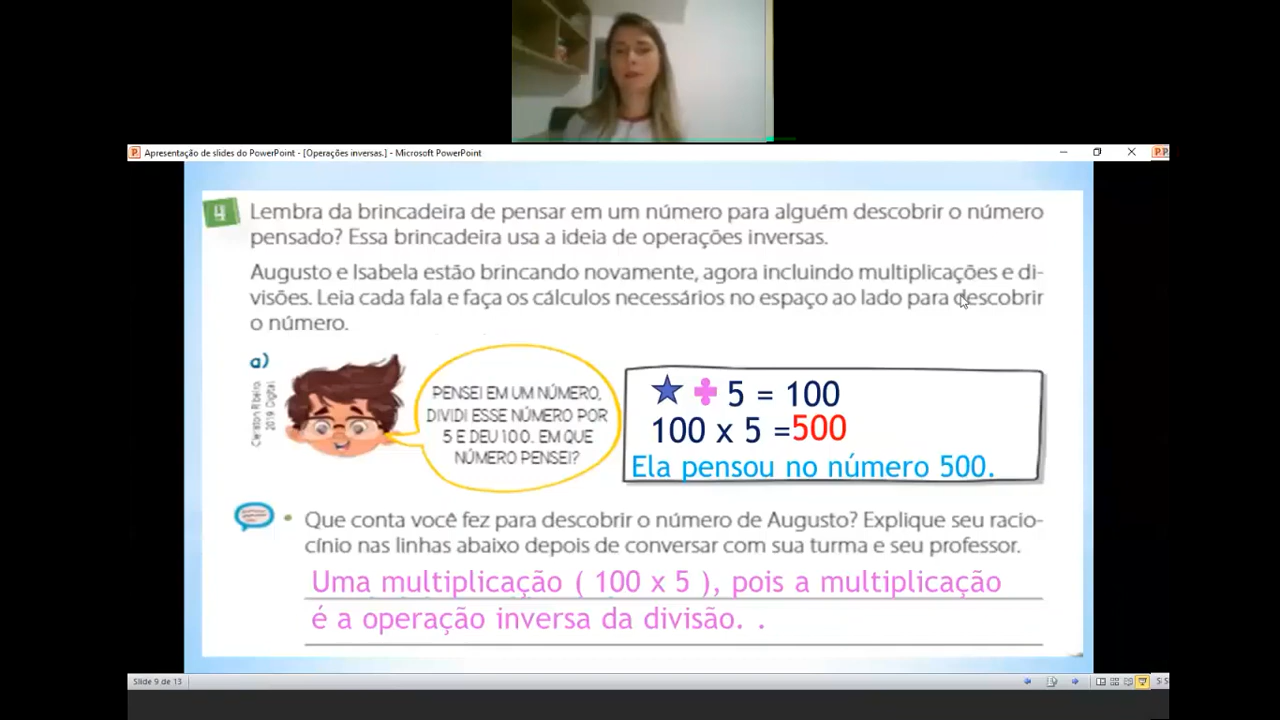 Apresentação de slides do PowerPoint - [Operações inversas.] - Microsoft PowerPoint
4
Lembra da brincadeira de pensar em um número para alguém descobrir o número
pensado? Essa brincadeira usa a ideia de operações inversas.
Augusto e Isabela estão brincando novamente, agora incluindo multiplicações e di-
visões. Leia cada fala e faça os cálculos necessários no espaço ao lado para descobrir
o número.
a)
Clériston Ribeiro.
2019. Digital.
PENSEI EM UM NÚMERO,
DIVIDI ESSE NÚMERO POR
5 E DEU 100. EM QUE
NÚMERO PENSEI?
★ ÷ 5 = 100
100 x 5 =500
Ela pensou no número 500.
• Que conta você fez para descobrir o número de Augusto? Explique seu racio-
cínio nas linhas abaixo depois de conversar com sua turma e seu professor.
Uma multiplicação ( 100 x 5 ), pois a multiplicação
é a operação inversa da divisão. .
Slide 9 de 13